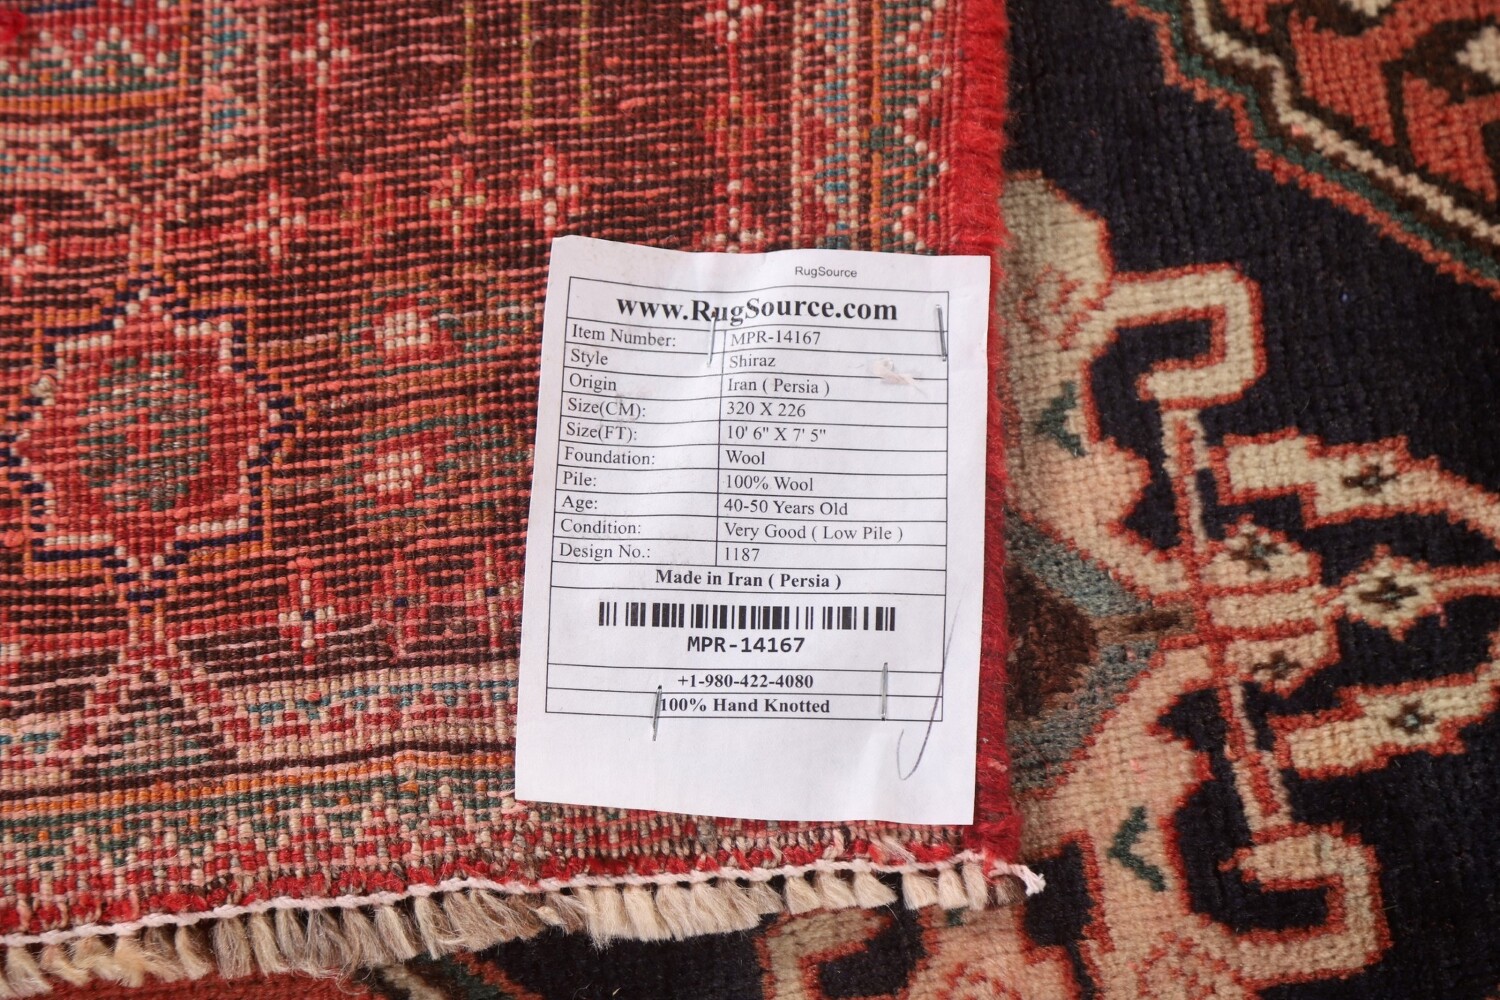 RugSource
www.RugSource.com
Item Number: MPR-14167
Style Shiraz
Origin Iran ( Persia )
Size(CM): 320 X 226
Size(FT): 10' 6" X 7' 5"
Foundation: Wool
Pile: 100% Wool
Age: 40-50 Years Old
Condition: Very Good ( Low Pile )
Design No.: 1187
Made in Iran ( Persia )
MPR-14167
+1-980-422-4080
100% Hand Knotted